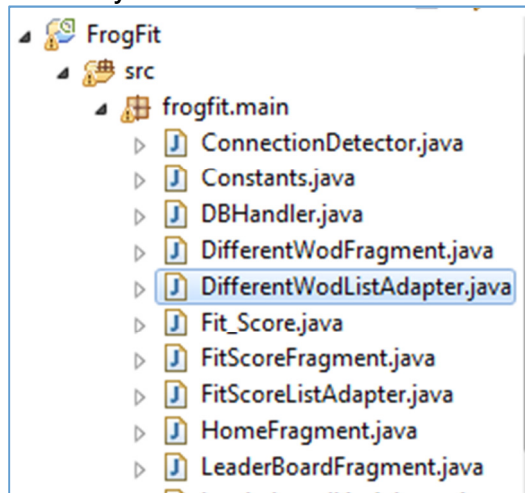 FrogFit
src
frogfit.main
ConnectionDetector.java
Constants.java
DBHandler.java
DifferentWodFragment.java
DifferentWodListAdapter.java
Fit_Score.java
FitScoreFragment.java
FitScoreListAdapter.java
HomeFragment.java
LeaderBoardFragment.java